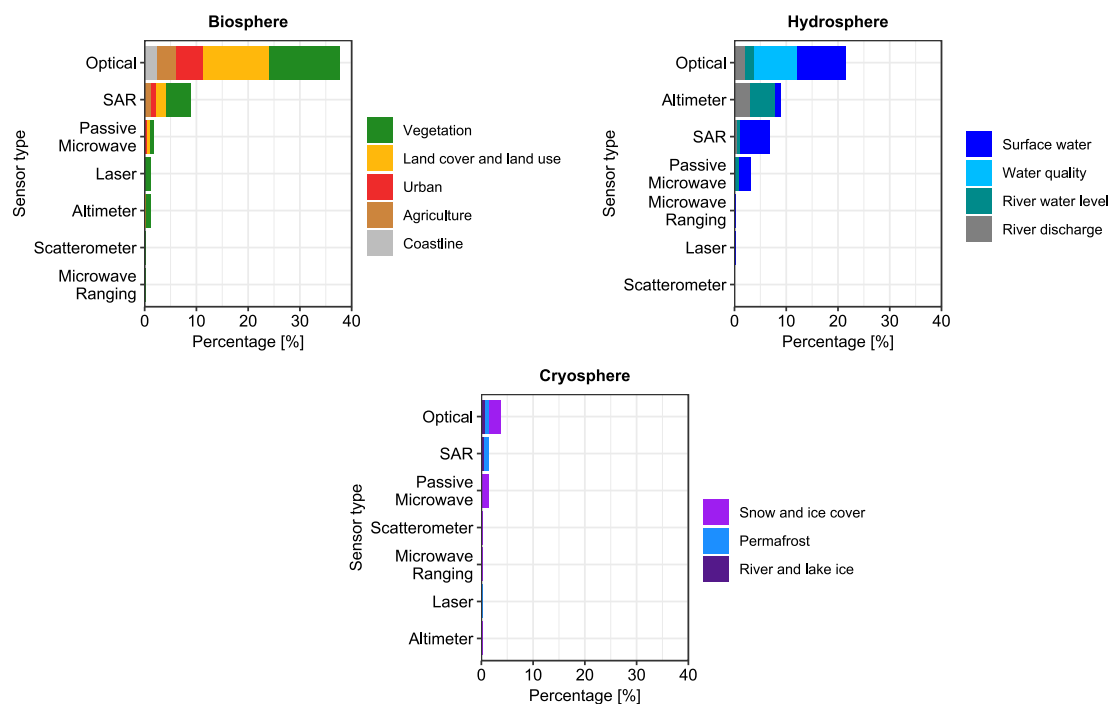 Biosphere
Sensor type
Optical
SAR
Passive
Microwave
Laser
Altimeter
Scatterometer
Microwave
Ranging
0 10 20 30 40
Percentage [%]
Vegetation
Land cover and land use
Urban
Agriculture
Coastline
Hydrosphere
Sensor type
Optical
Altimeter
SAR
Passive
Microwave
Microwave
Ranging
Laser
Scatterometer
0 10 20 30 40
Percentage [%]
Surface water
Water quality
River water level
River discharge
Cryosphere
Sensor type
Optical
SAR
Passive
Microwave
Scatterometer
Microwave
Ranging
Laser
Altimeter
0 10 20 30 40
Percentage [%]
Snow and ice cover
Permafrost
River and lake ice